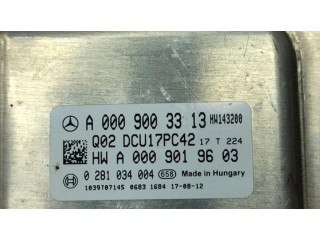 A 000 900 33 13 HW143200
Q02 DCU17PC42 17 T 224
HW A 000 901 96 03
0 281 034 004 658 Made in Hungary
1039T07145 0683 1684 17-08-12